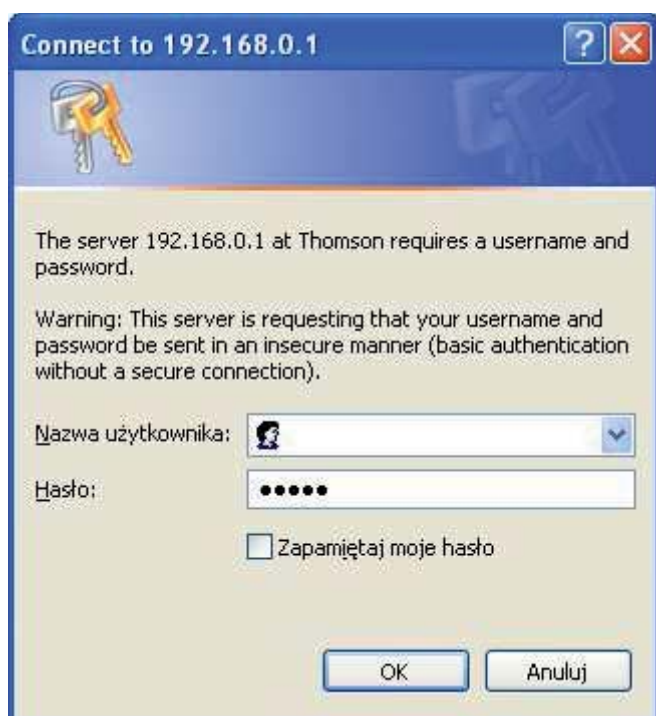 Connect to 192.168.0.1
The server 192.168.0.1 at Thomson requires a username and
password.
Warning: This server is requesting that your username and
password be sent in an insecure manner (basic authentication
without a secure connection).
Nazwa użytkownika:
Hasło: •••••
Zapamiętaj moje hasło
OK Anuluj